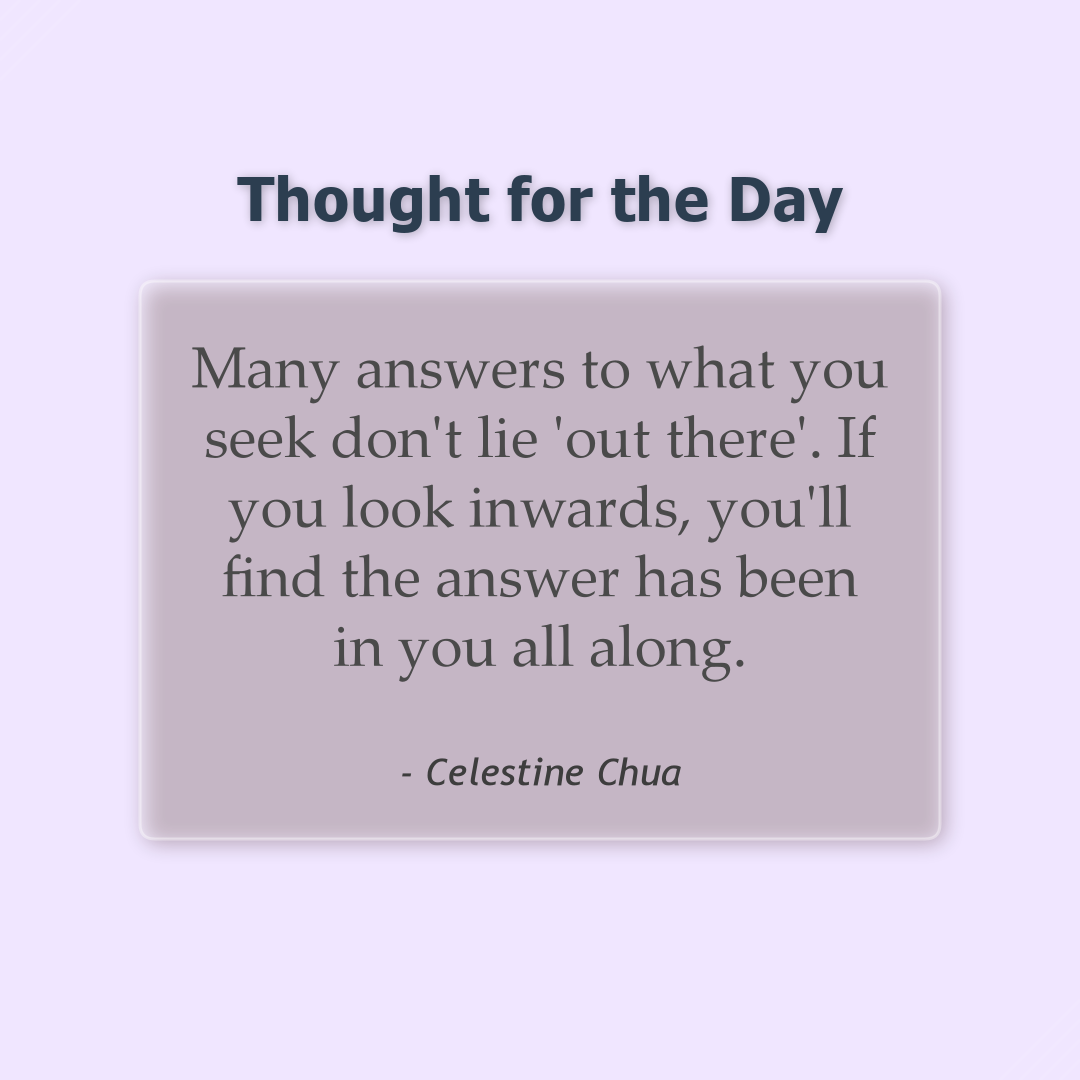 Thought for the Day
Many answers to what you
seek don't lie 'out there'. If
you look inwards, you'll
find the answer has been
in you all along.
- Celestine Chua